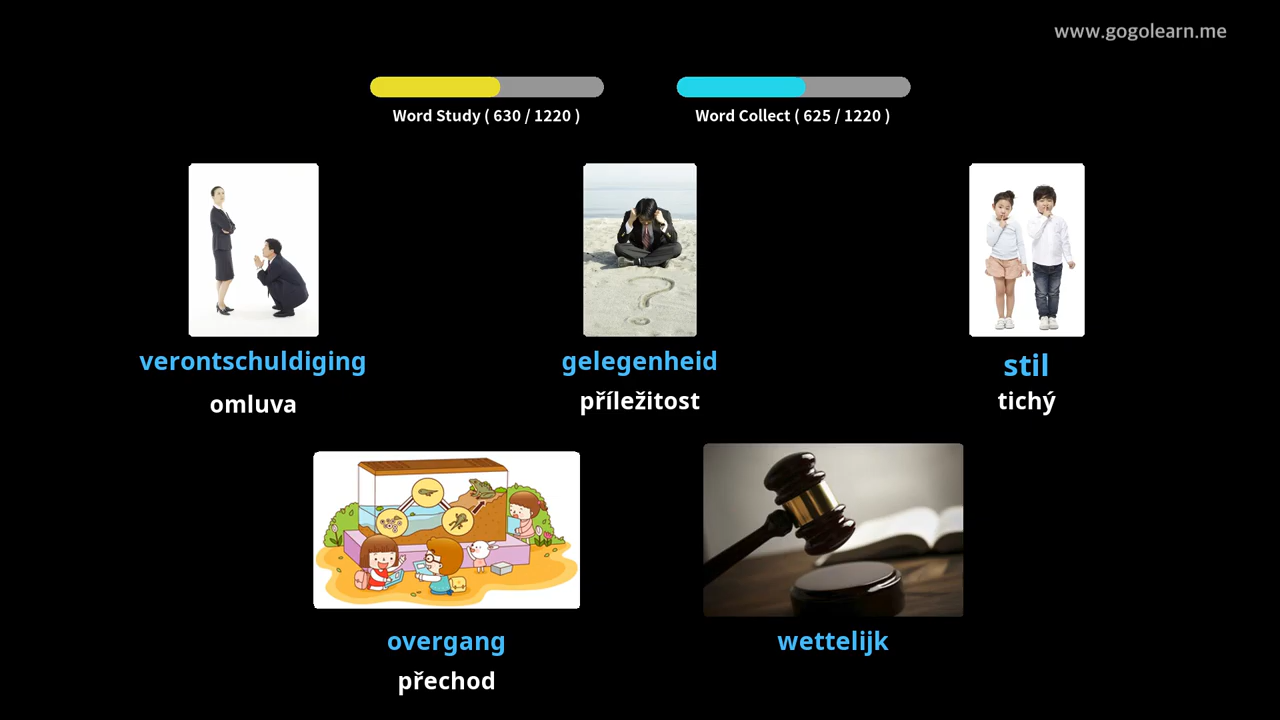 www.gogolearn.me
Word Study ( 630 / 1220 )
Word Collect ( 625 / 1220 )
verontschuldiging
omluva
gelegenheid
příležitost
stil
tichý
overgang
přechod
wettelijk